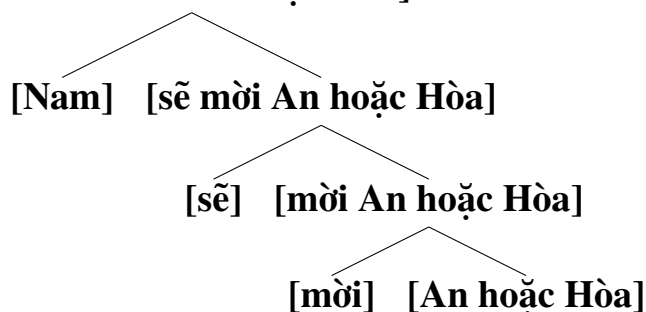 [Nam] [sẽ mời An hoặc Hòa]
[sẽ] [mời An hoặc Hòa]
[mời] [An hoặc Hòa]